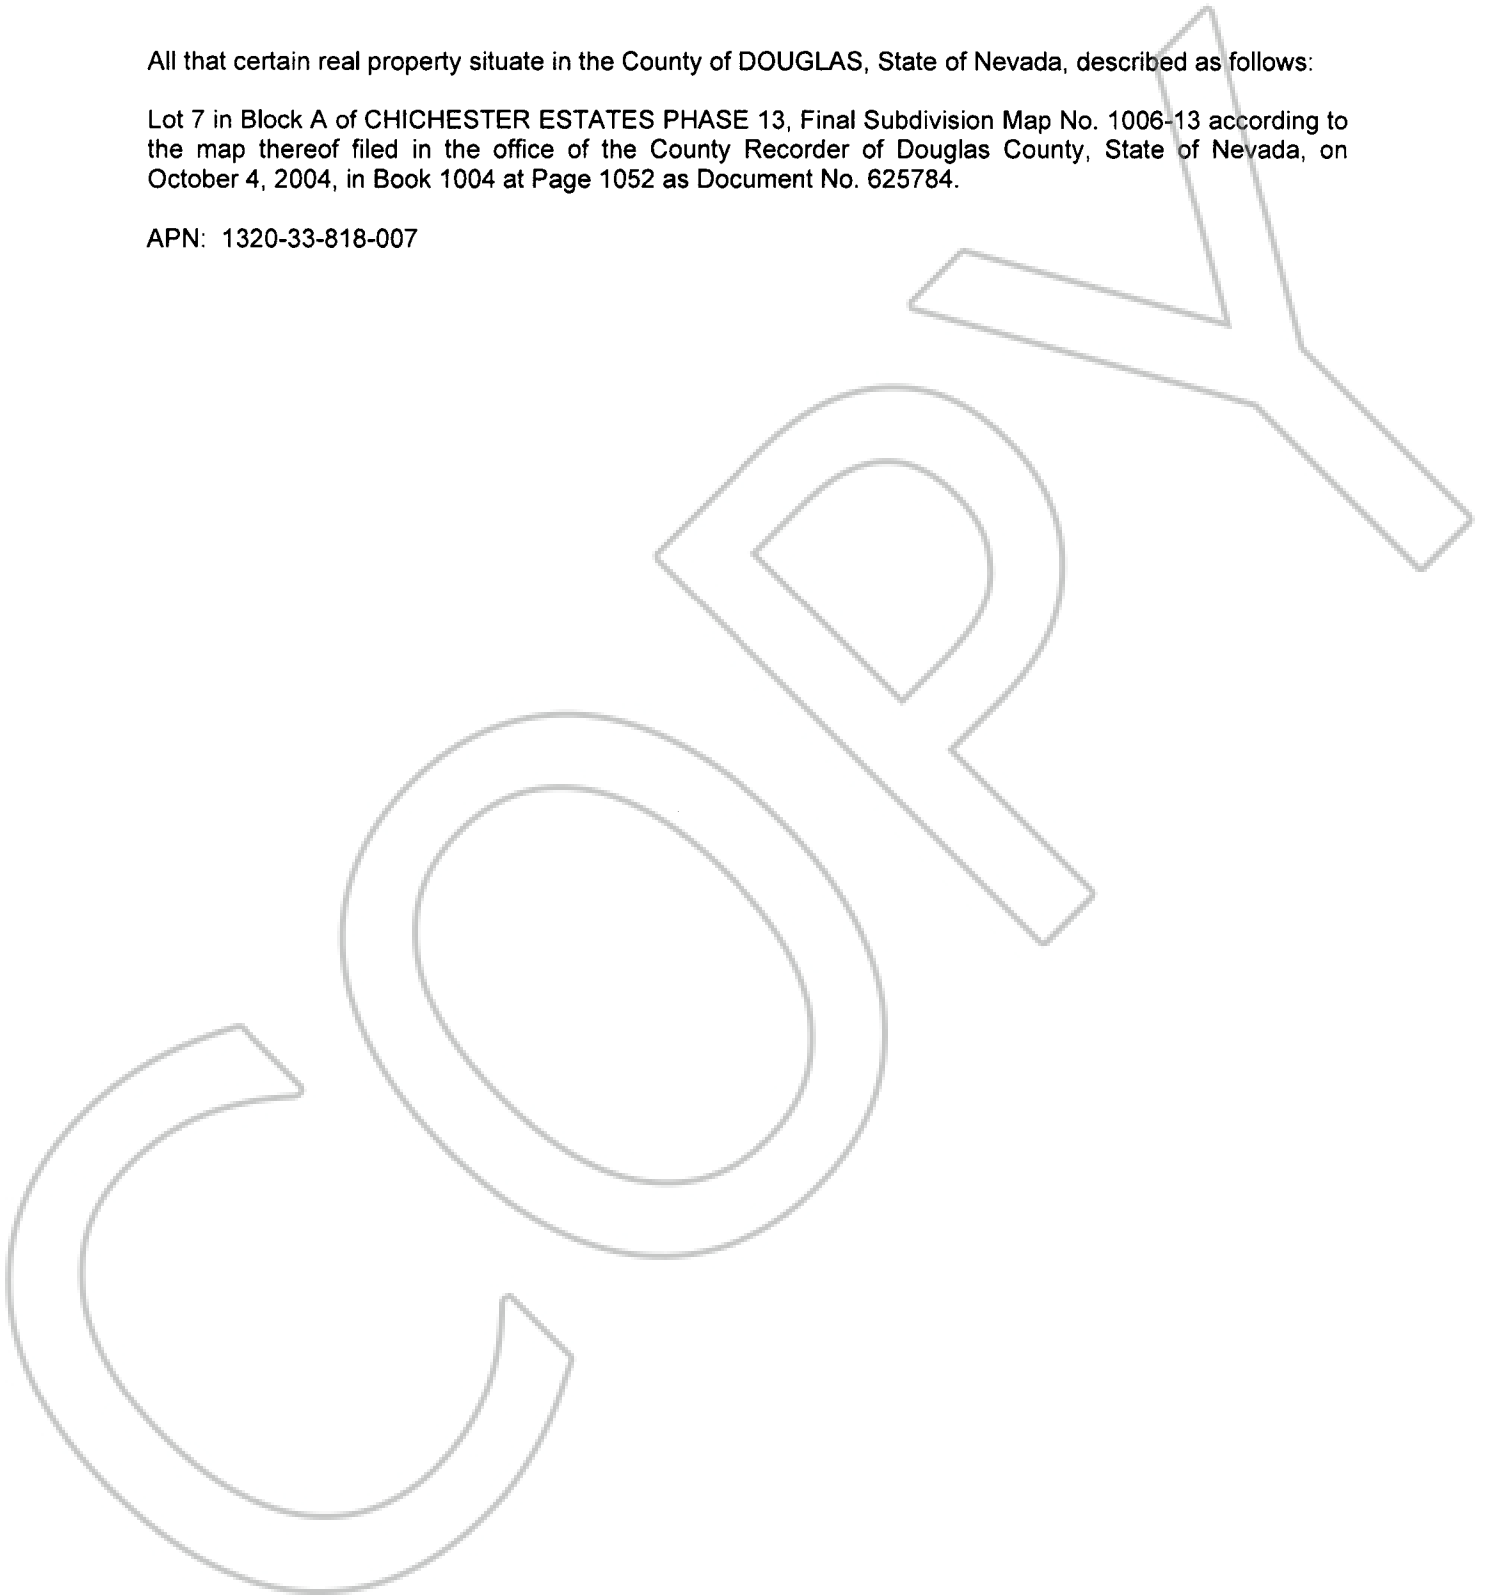 All that certain real property situate in the County of DOUGLAS, State of Nevada, described as follows:
Lot 7 in Block A of CHICHESTER ESTATES PHASE 13, Final Subdivision Map No. 1006-13 according to
the map thereof filed in the office of the County Recorder of Douglas County, State of Nevada, on
October 4, 2004, in Book 1004 at Page 1052 as Document No. 625784.
APN: 1320-33-818-007
COPY